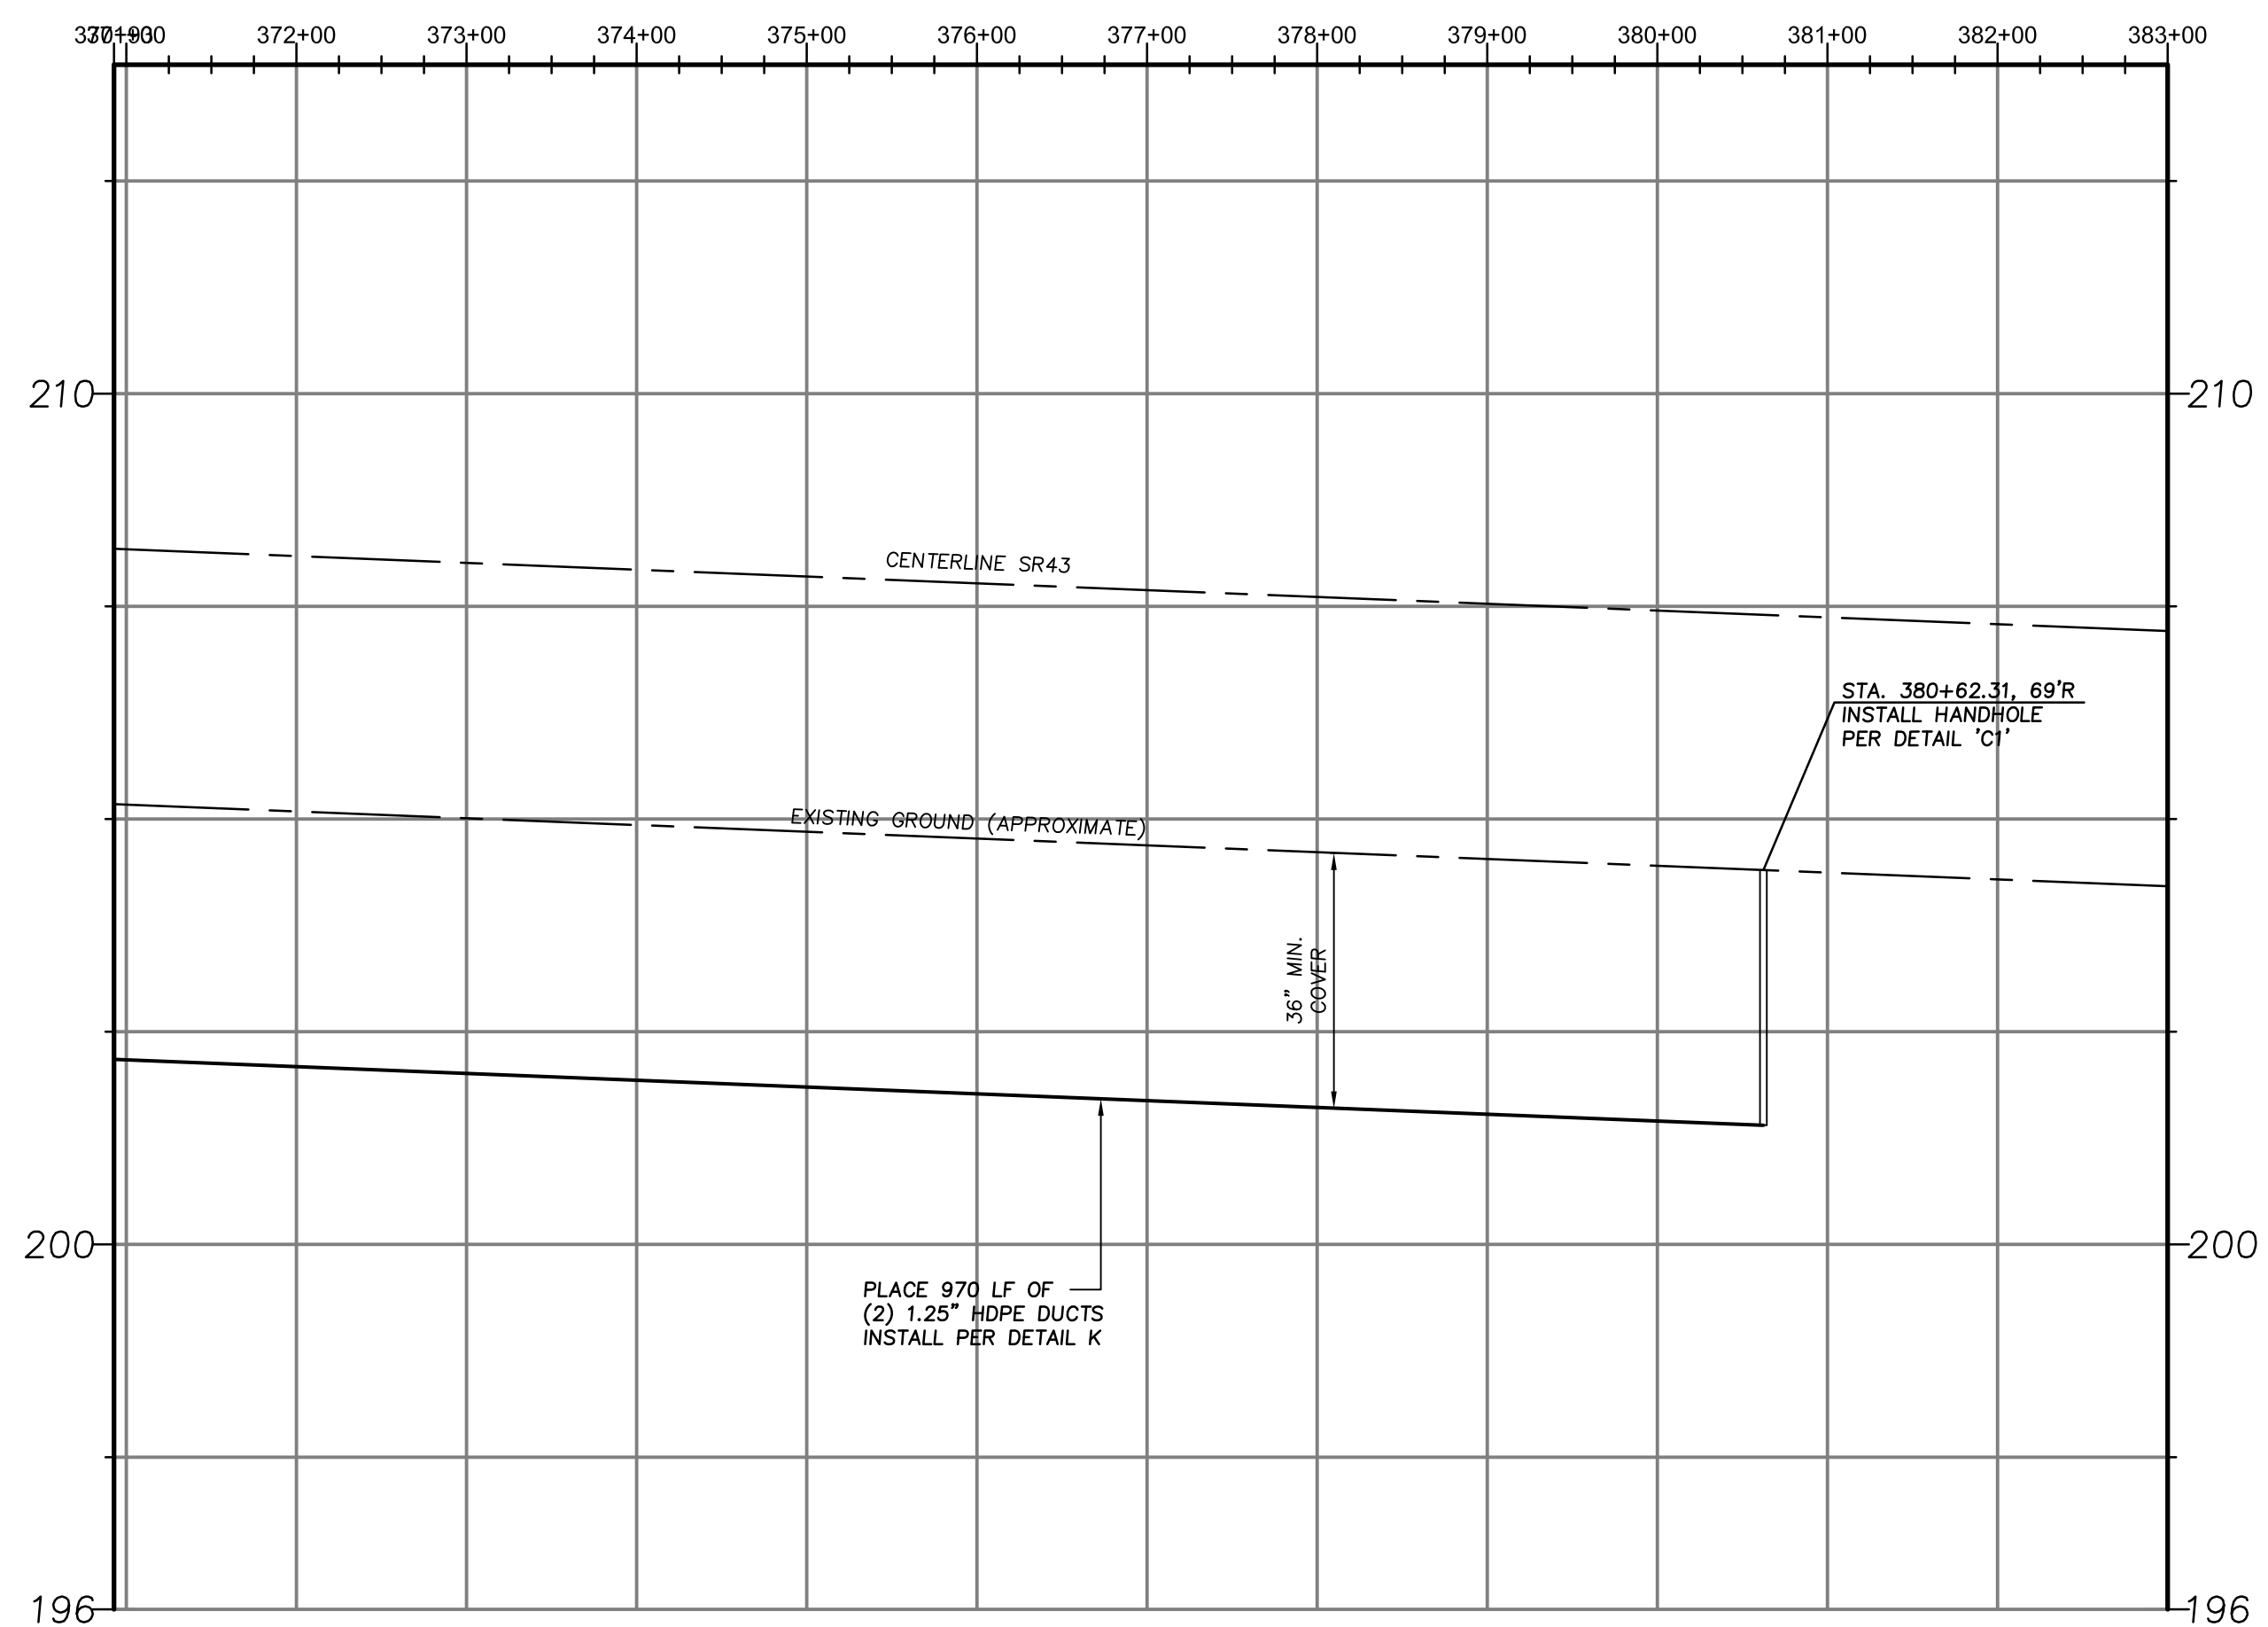 371+00 372+00 373+00 374+00 375+00 376+00 377+00 378+00 379+00 380+00 381+00 382+00 383+00
210 210
CENTERLINE SR43
STA. 380+62.31, 69'R
INSTALL HANDHOLE
PER DETAIL 'C1'
EXISTING GROUND (APPROXIMATE)
36" MIN.
COVER
200 200
PLACE 970 LF OF
(2) 1.25" HDPE DUCTS
INSTALL PER DETAIL K
196 196